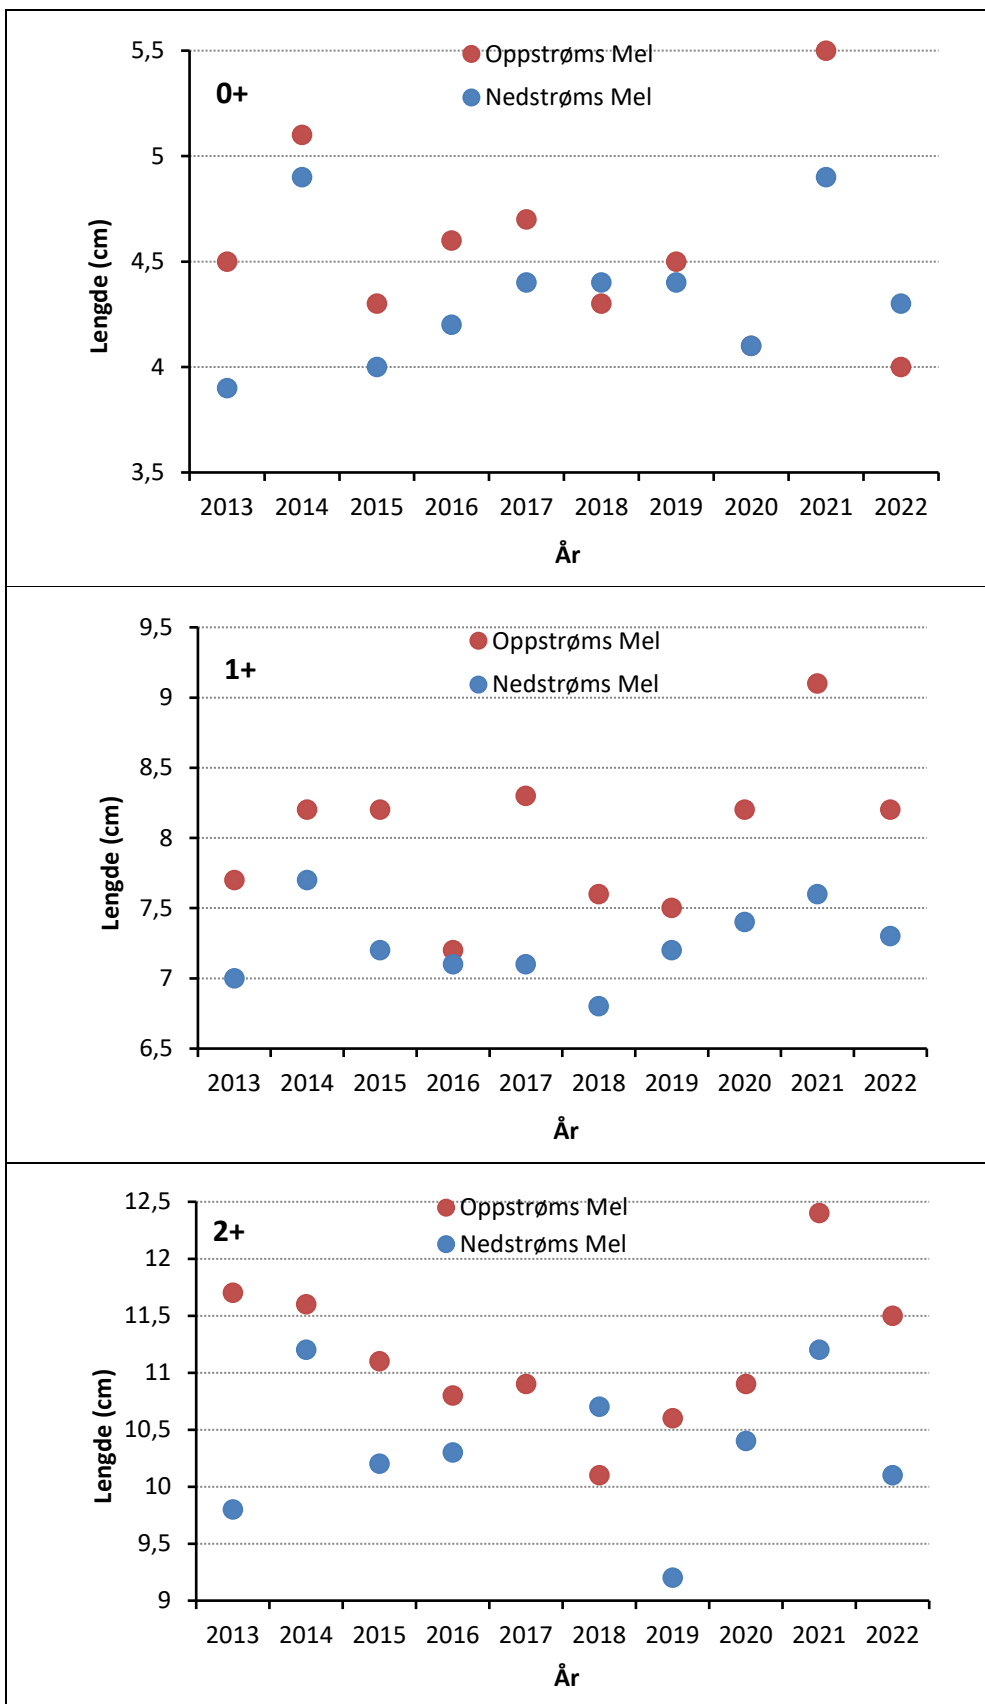 5,5
5
4,5
4
3,5
Lengde (cm)
0+
Oppstrøms Mel
Nedstrøms Mel
2013 2014 2015 2016 2017 2018 2019 2020 2021 2022
År
9,5
9
8,5
8
7,5
7
6,5
Lengde (cm)
1+
Oppstrøms Mel
Nedstrøms Mel
2013 2014 2015 2016 2017 2018 2019 2020 2021 2022
År
12,5
12
11,5
11
10,5
10
9,5
9
Lengde (cm)
2+
Oppstrøms Mel
Nedstrøms Mel
2013 2014 2015 2016 2017 2018 2019 2020 2021 2022
År